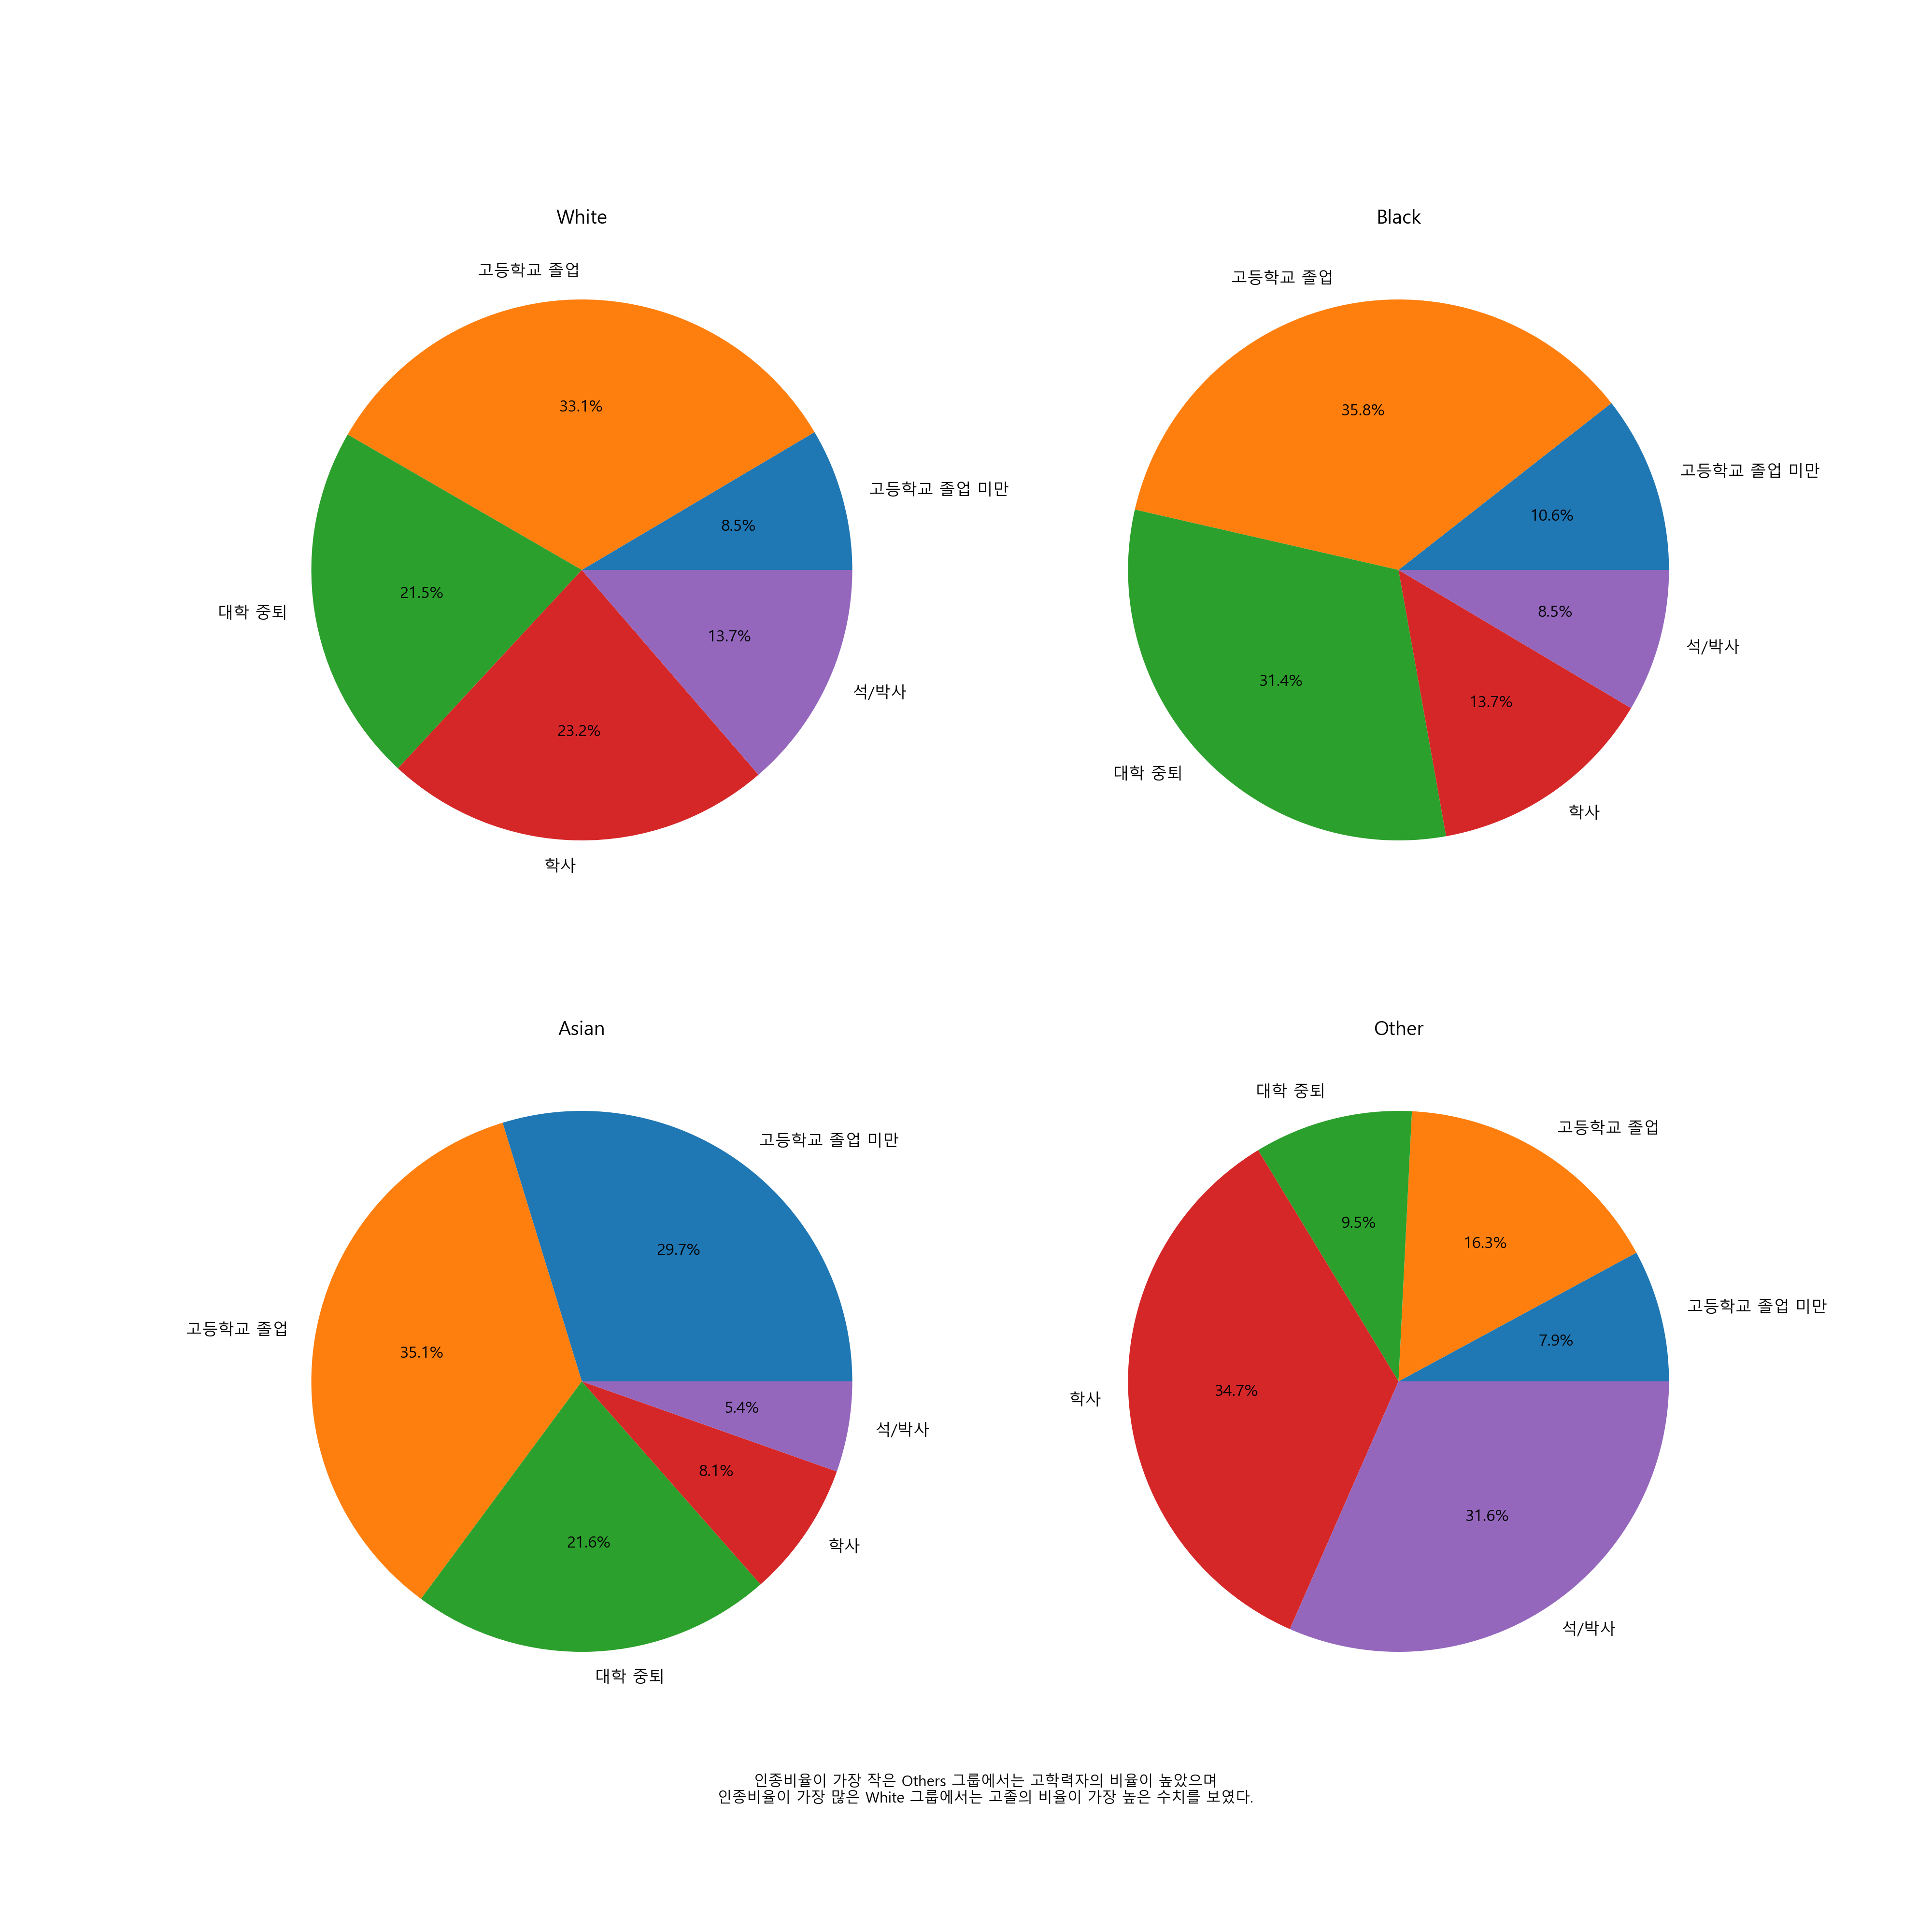 White
고등학교 졸업
33.1%
고등학교 졸업 미만
8.5%
21.5%
대학 중퇴
13.7%
석/박사
23.2%
학사
Black
고등학교 졸업
35.8%
고등학교 졸업 미만
10.6%
8.5%
석/박사
31.4%
13.7%
대학 중퇴
학사
Asian
고등학교 졸업 미만
29.7%
고등학교 졸업
35.1%
5.4%
석/박사
8.1%
21.6%
학사
대학 중퇴
Other
대학 중퇴
고등학교 졸업
9.5%
16.3%
고등학교 졸업 미만
7.9%
34.7%
학사
31.6%
석/박사
인종비율이 가장 작은 Others 그룹에서는 고학력자의 비율이 높았으며
인종비율이 가장 많은 White 그룹에서는 고졸의 비율이 가장 높은 수치를 보였다.